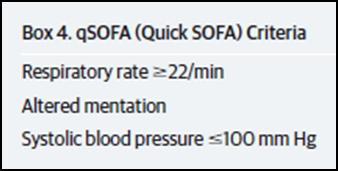 Box 4. qSOFA (Quick SOFA) Criteria
Respiratory rate ≥22/min
Altered mentation
Systolic blood pressure ≤100 mm Hg